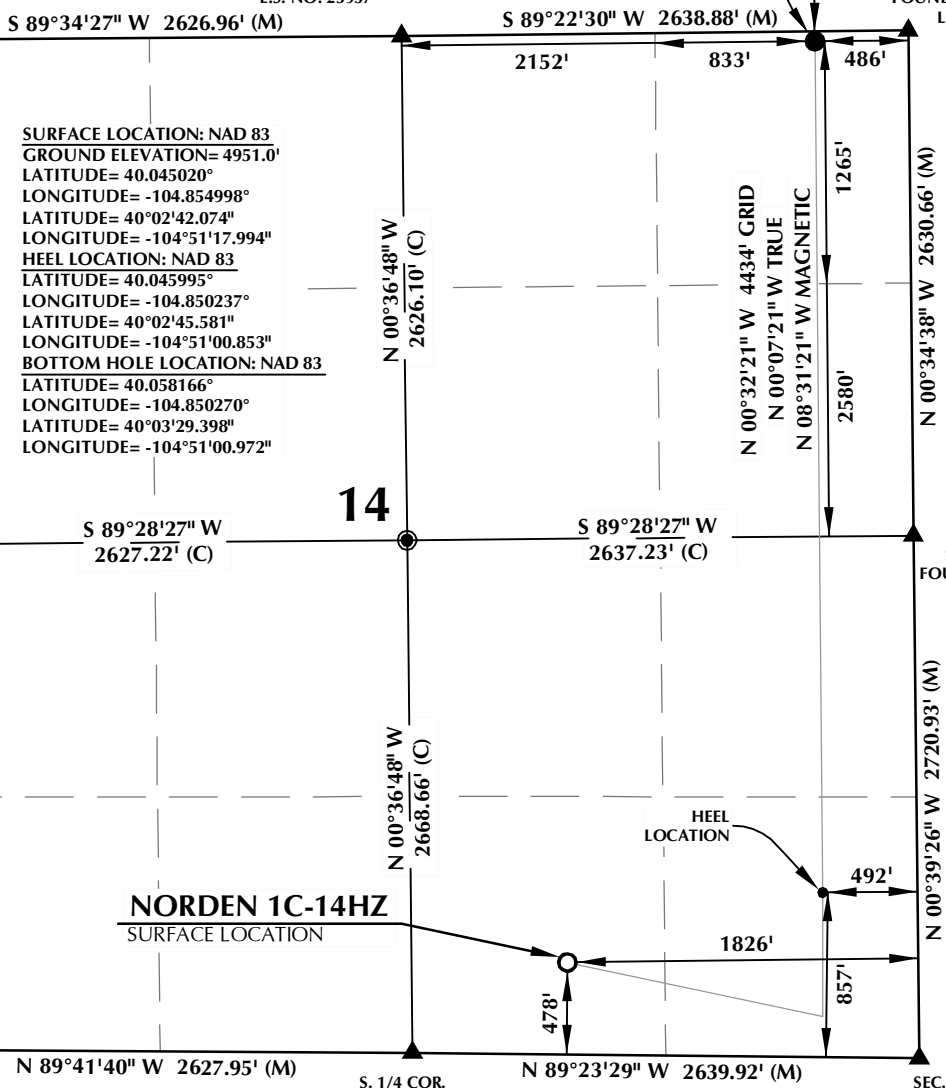 S 89°34'27" W 2626.96' (M)
S 89°22'30" W 2638.88' (M)
FOUND
L
2152'
833'
486'
SURFACE LOCATION: NAD 83
GROUND ELEVATION= 4951.0'
LATITUDE= 40.045020°
LONGITUDE= -104.854998°
LATITUDE= 40°02'42.074"
LONGITUDE= -104°51'17.994"
HEEL LOCATION: NAD 83
LATITUDE= 40.045995°
LONGITUDE= -104.850237°
LATITUDE= 40°02'45.581"
LONGITUDE= -104°51'00.853"
BOTTOM HOLE LOCATION: NAD 83
LATITUDE= 40.058166°
LONGITUDE= -104.850270°
LATITUDE= 40°03'29.398"
LONGITUDE= -104°51'00.972"
N 00°36'48" W
2626.10' (C)
N 00°32'21" W 4434' GRID
N 00°07'21" W TRUE
N 08°31'21" W MAGNETIC
1265'
2580'
N 00°34'38" W 2630.66' (M)
14
S 89°28'27" W
2627.22' (C)
S 89°28'27" W
2637.23' (C)
FOU
N 00°36'48" W
2668.66' (C)
N 00°39'26" W 2720.93' (M)
HEEL
LOCATION
492'
NORDEN 1C-14HZ
SURFACE LOCATION
1826'
478'
857'
N 89°41'40" W 2627.95' (M)
S. 1/4 COR.
N 89°23'29" W 2639.92' (M)
SEC.